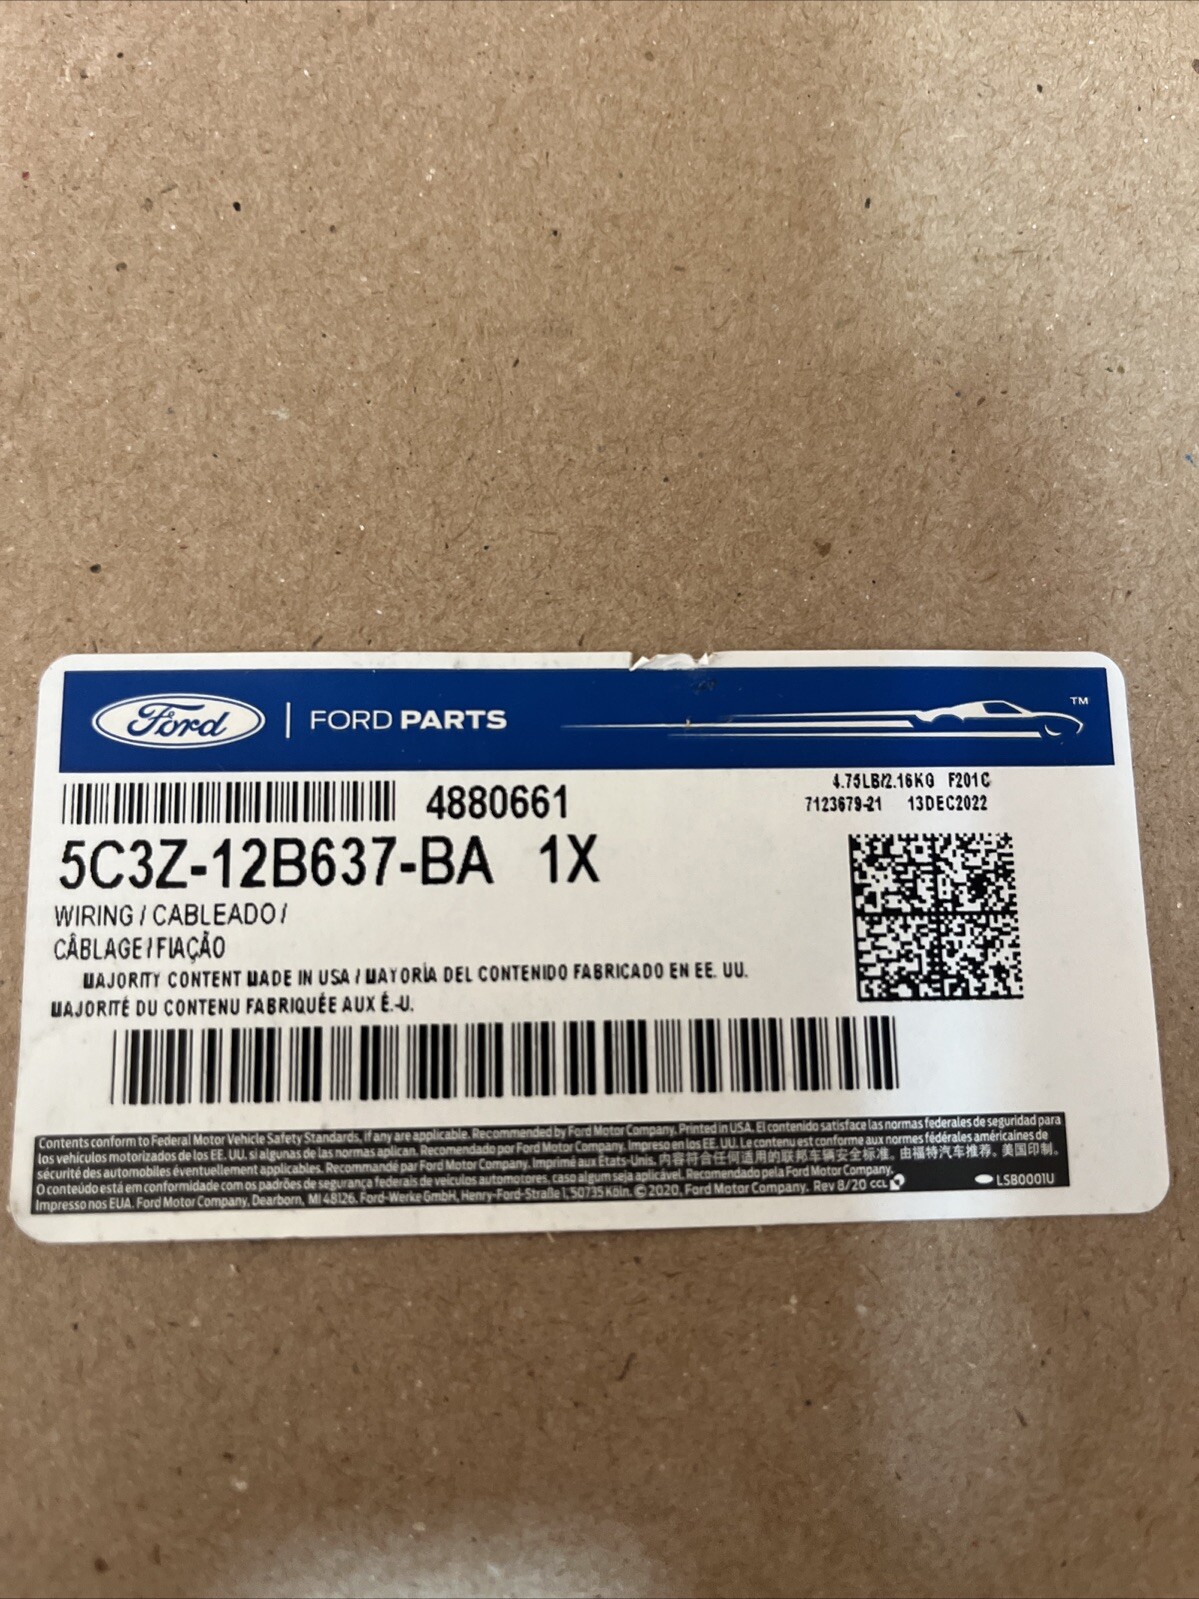 Ford | FORD PARTS ™
4880661
4.75LB/2.16KG F201C
7123679-21 13DEC2022
5C3Z-12B637-BA 1X
WIRING / CABLEADO /
CÂBLAGE / FIAÇÃO
MAJORITY CONTENT MADE IN USA / MAYORÍA DEL CONTENIDO FABRICADO EN EE. UU.
MAJORITÉ DU CONTENU FABRIQUÉE AUX É.-U.
Contents conform to Federal Motor Vehicle Safety Standards, if any are applicable. Recommended by Ford Motor Company. Printed in USA. El contenido satisface las normas federales de seguridad para
los vehículos motorizados de los EE. UU. si algunas de las normas aplican. Recomendado por Ford Motor Company. Impreso en los EE. UU. Le contenu est conforme aux normes fédérales américaines de
sécurité des automobiles éventuellement applicables. Recommandé par Ford Motor Company. Imprimé aux États-Unis. 内容符合任何适用的联邦车辆安全标准。由福特汽车推荐。美国印制。
O conteúdo está em conformidade com os padrões de segurança federais de veículos automotores, caso algum seja aplicável. Recomendado pela Ford Motor Company.
Impresso nos EUA. Ford Motor Company, Dearborn, MI 48126. Ford-Werke GmbH, Henry-Ford-Straße 1, 50735 Köln. © 2020, Ford Motor Company. Rev 8/20 CCL LSB0001U